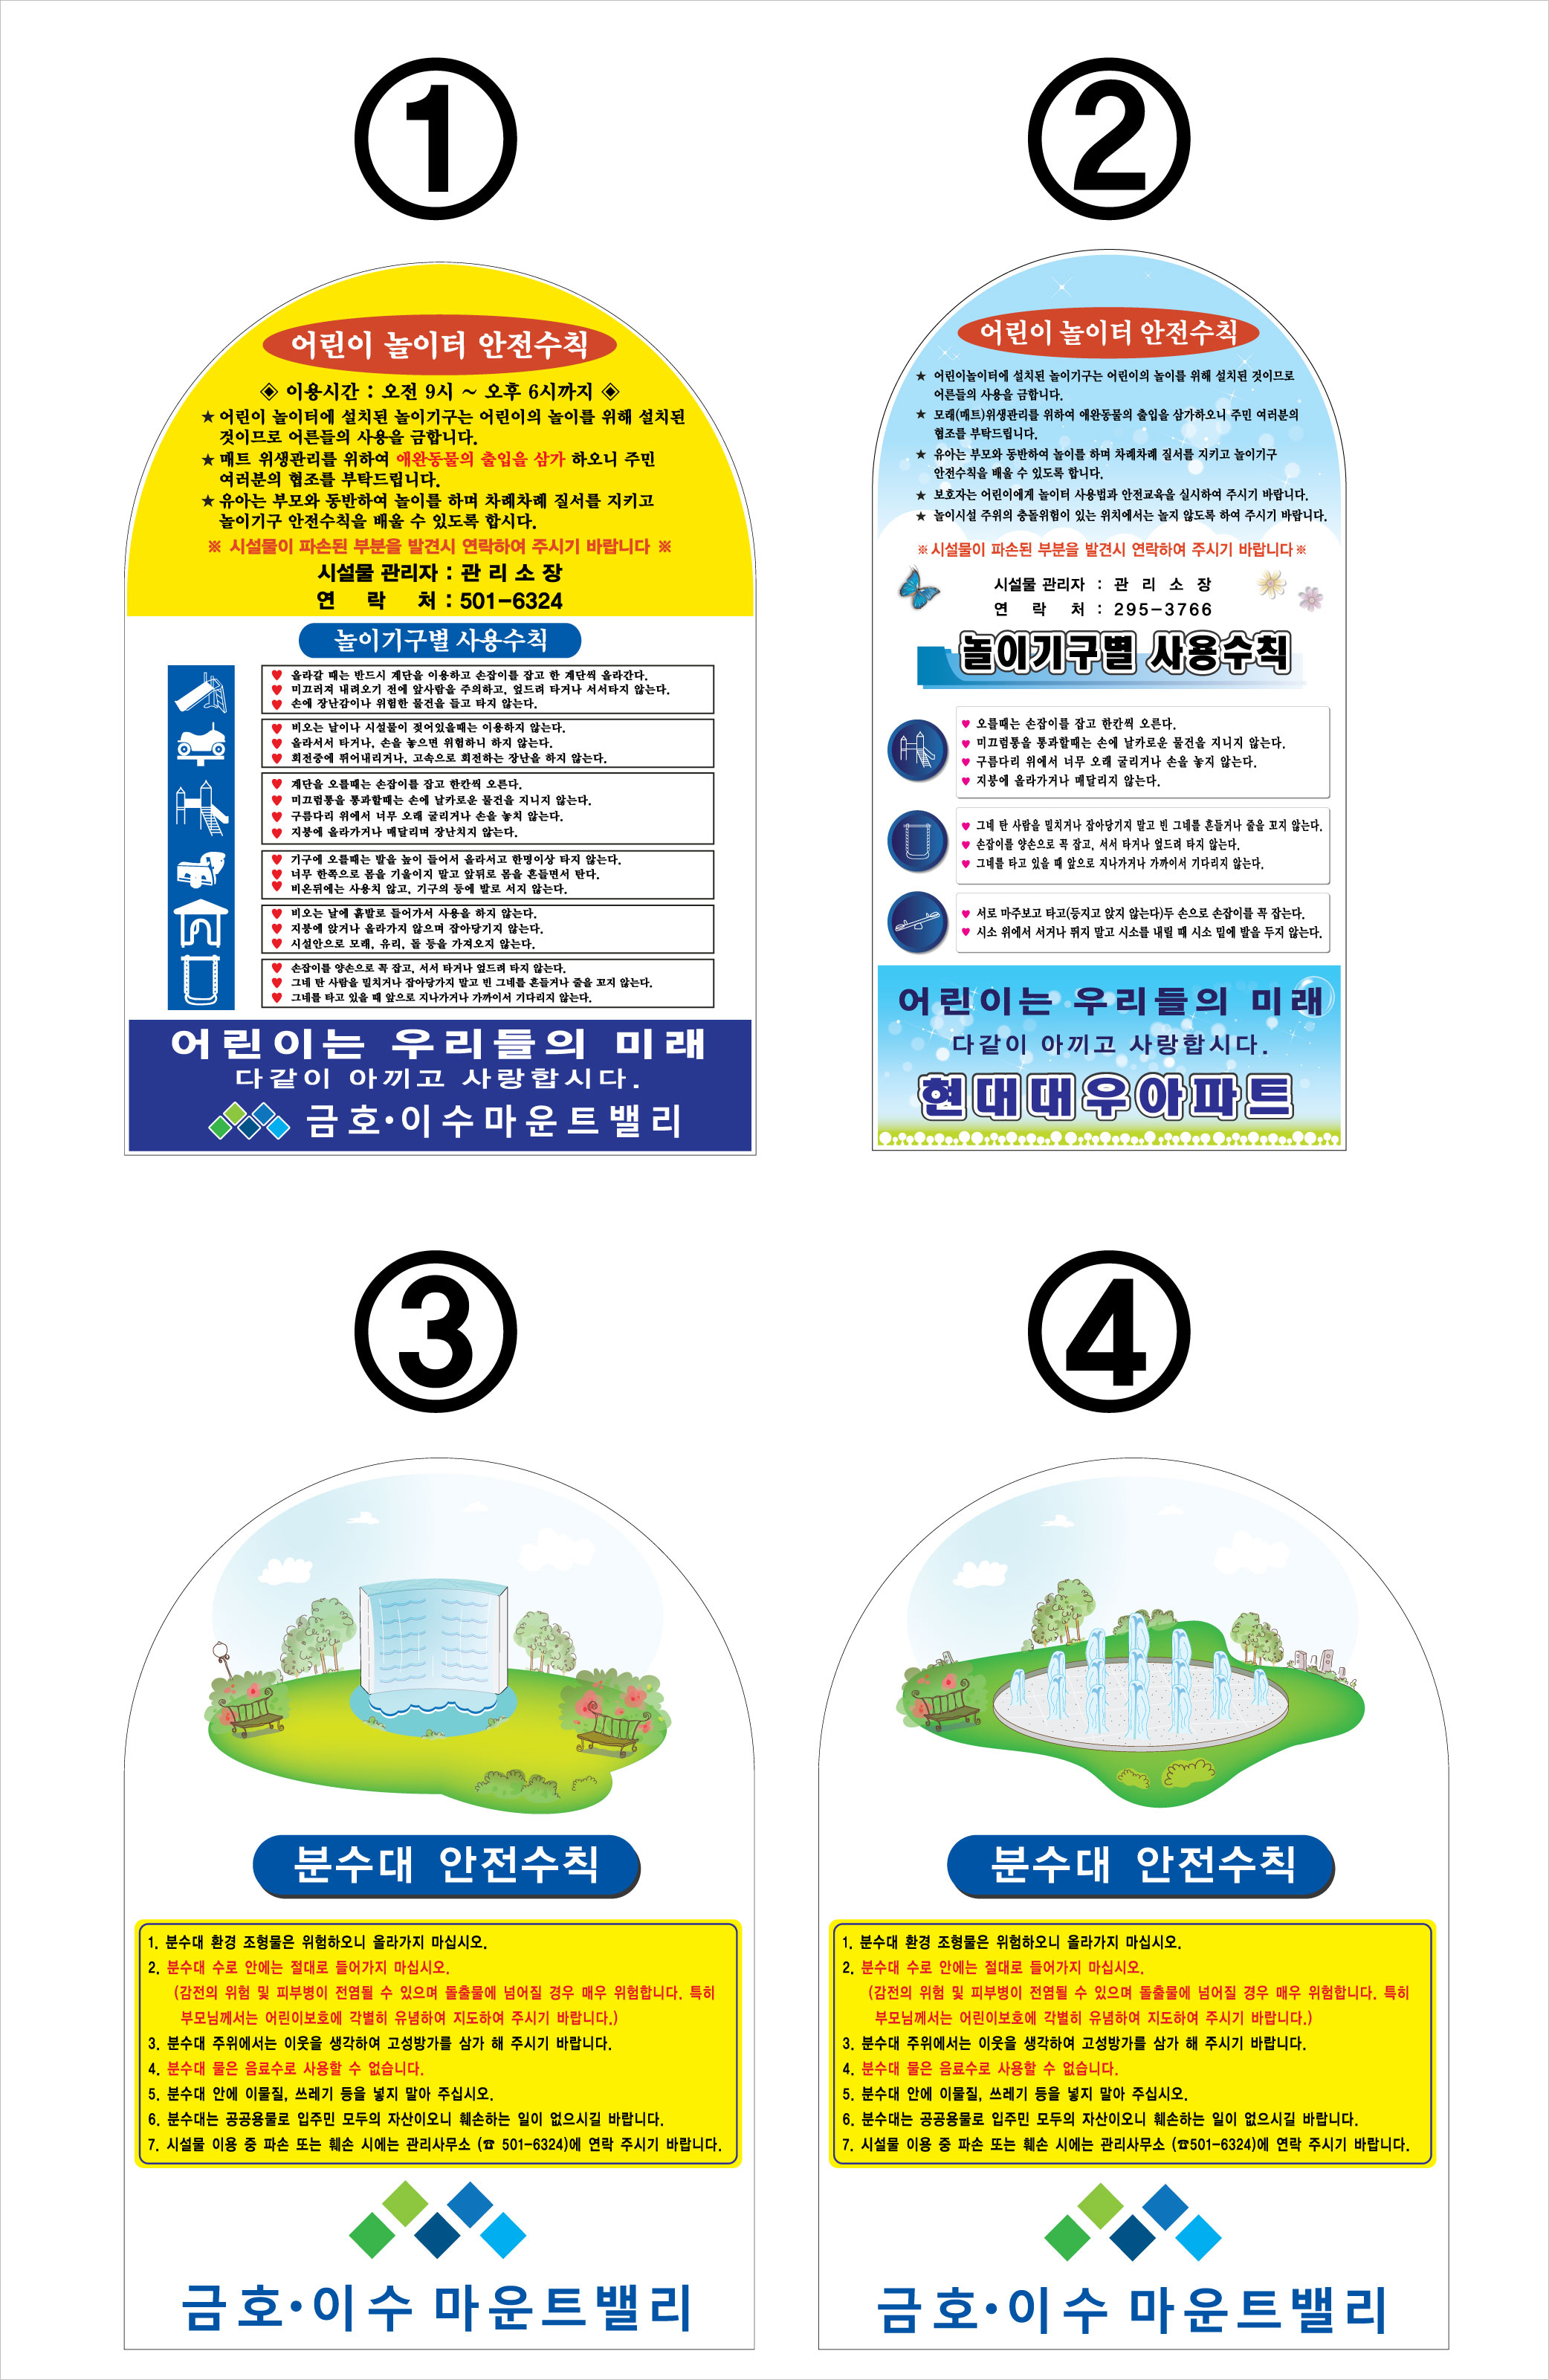 ①
어린이 놀이터 안전수칙
◈ 이용시간 : 오전 9시 ~ 오후 6시까지 ◈
★ 어린이 놀이터에 설치된 놀이기구는 어린이의 놀이를 위해 설치된
것이므로 어른들의 사용을 금합니다.
★ 매트 위생관리를 위하여 애완동물의 출입을 삼가 하오니 주민
여러분의 협조를 부탁드립니다.
★ 유아는 부모와 동반하여 놀이를 하며 차례차례 질서를 지키고
놀이기구 안전수칙을 배울 수 있도록 합시다.
※ 시설물이 파손된 부분을 발견시 연락하여 주시기 바랍니다 ※
시설물 관리자 : 관 리 소 장
연 락 처 : 501-6324
놀이기구별 사용수칙
♥ 올라갈 때는 반드시 계단을 이용하고 손잡이를 잡고 한 계단씩 올라간다.
♥ 미끄러져 내려오기 전에 앞사람을 주의하고, 엎드려 타거나 서서타지 않는다.
♥ 손에 장난감이나 위험한 물건을 들고 타지 않는다.
♥ 비오는 날이나 시설물이 젖어있을때는 이용하지 않는다.
♥ 올라서서 타거나, 손을 놓으면 위험하니 하지 않는다.
♥ 회전중에 뛰어내리거나, 고속으로 회전하는 장난을 하지 않는다.
♥ 계단을 오를때는 손잡이를 잡고 한칸씩 오른다.
♥ 미끄럼통을 통과할때는 손에 날카로운 물건을 지니지 않는다.
♥ 구름다리 위에서 너무 오래 굴리거나 손을 놓치 않는다.
♥ 지붕에 올라가거나 매달리며 장난치지 않는다.
♥ 기구에 오를때는 발을 높이 들어서 올라서고 한명이상 타지 않는다.
♥ 너무 한쪽으로 몸을 기울이지 말고 앞뒤로 몸을 흔들면서 탄다.
♥ 비온뒤에는 사용치 않고, 기구의 등에 발로 서지 않는다.
♥ 비오는 날에 흙발로 들어가서 사용을 하지 않는다.
♥ 지붕에 앉거나 올라가지 않으며 잡아당기지 않는다.
♥ 시설안으로 모래, 유리, 돌 등을 가져오지 않는다.
♥ 손잡이를 양손으로 꼭 잡고, 서서 타거나 엎드려 타지 않는다.
♥ 그네 탄 사람을 밀치거나 잡아당가지 말고 빈 그네를 흔들거나 줄을 꼬지 않는다.
♥ 그네를 타고 있을 때 앞으로 지나가거나 가까이서 기다리지 않는다.
어린이는 우리들의 미래
다같이 아끼고 사랑합시다.
금호·이수마운트밸리
②
어린이 놀이터 안전수칙
★ 어린이놀이터에 설치된 놀이기구는 어린이의 놀이를 위해 설치된 것이므로
어른들의 사용을 금합니다.
★ 모래(매트)위생관리를 위하여 애완동물의 출입을 삼가하오니 주민 여러분의
협조를 부탁드립니다.
★ 유아는 부모와 동반하여 놀이를 하며 차례차례 질서를 지키고 놀이기구
안전수칙을 배울 수 있도록 합니다.
★ 보호자는 어린이에게 놀이터 사용법과 안전교육을 실시하여 주시기 바랍니다.
★ 놀이시설 주위의 충돌위험이 있는 위치에서는 놀지 않도록 하여 주시기 바랍니다.
※ 시설물이 파손된 부분을 발견시 연락하여 주시기 바랍니다 ※
시설물 관리자 : 관 리 소 장
연 락 처 : 295-3766
놀이기구별 사용수칙
♥ 오를때는 손잡이를 잡고 한칸씩 오른다.
♥ 미끄럼통을 통과할때는 손에 날카로운 물건을 지니지 않는다.
♥ 구름다리 위에서 너무 오래 굴리거나 손을 놓지 않는다.
♥ 지붕에 올라가거나 매달리지 않는다.
♥ 그네 탄 사람을 밀치거나 잡아당기지 말고 빈 그네를 흔들거나 줄을 꼬지 않는다.
♥ 손잡이를 양손으로 꼭 잡고, 서서 타거나 엎드려 타지 않는다.
♥ 그네를 타고 있을 때 앞으로 지나가거나 가까이서 기다리지 않는다.
♥ 서로 마주보고 타고(등지고 앉지 않는다)두 손으로 손잡이를 꼭 잡는다.
♥ 시소 위에서 서거나 뛰지 말고 시소를 내릴 때 시소 밑에 발을 두지 않는다.
어린이는 우리들의 미래
다같이 아끼고 사랑합시다.
현대대우아파트
③
분수대 안전수칙
1. 분수대 환경 조형물은 위험하오니 올라가지 마십시오.
2. 분수대 수로 안에는 절대로 들어가지 마십시오.
(감전의 위험 및 피부병이 전염될 수 있으며 돌출물에 넘어질 경우 매우 위험합니다. 특히
부모님께서는 어린이보호에 각별히 유념하여 지도하여 주시기 바랍니다.)
3. 분수대 주위에서는 이웃을 생각하여 고성방가를 삼가 해 주시기 바랍니다.
4. 분수대 물은 음료수로 사용할 수 없습니다.
5. 분수대 안에 이물질, 쓰레기 등을 넣지 말아 주십시오.
6. 분수대는 공공용물로 입주민 모두의 자산이오니 훼손하는 일이 없으시길 바랍니다.
7. 시설물 이용 중 파손 또는 훼손 시에는 관리사무소 (☎ 501-6324)에 연락 주시기 바랍니다.
금호·이수 마운트밸리
④
분수대 안전수칙
1. 분수대 환경 조형물은 위험하오니 올라가지 마십시오.
2. 분수대 수로 안에는 절대로 들어가지 마십시오.
(감전의 위험 및 피부병이 전염될 수 있으며 돌출물에 넘어질 경우 매우 위험합니다. 특히
부모님께서는 어린이보호에 각별히 유념하여 지도하여 주시기 바랍니다.)
3. 분수대 주위에서는 이웃을 생각하여 고성방가를 삼가 해 주시기 바랍니다.
4. 분수대 물은 음료수로 사용할 수 없습니다.
5. 분수대 안에 이물질, 쓰레기 등을 넣지 말아 주십시오.
6. 분수대는 공공용물로 입주민 모두의 자산이오니 훼손하는 일이 없으시길 바랍니다.
7. 시설물 이용 중 파손 또는 훼손 시에는 관리사무소 (☎501-6324)에 연락 주시기 바랍니다.
금호·이수 마운트밸리